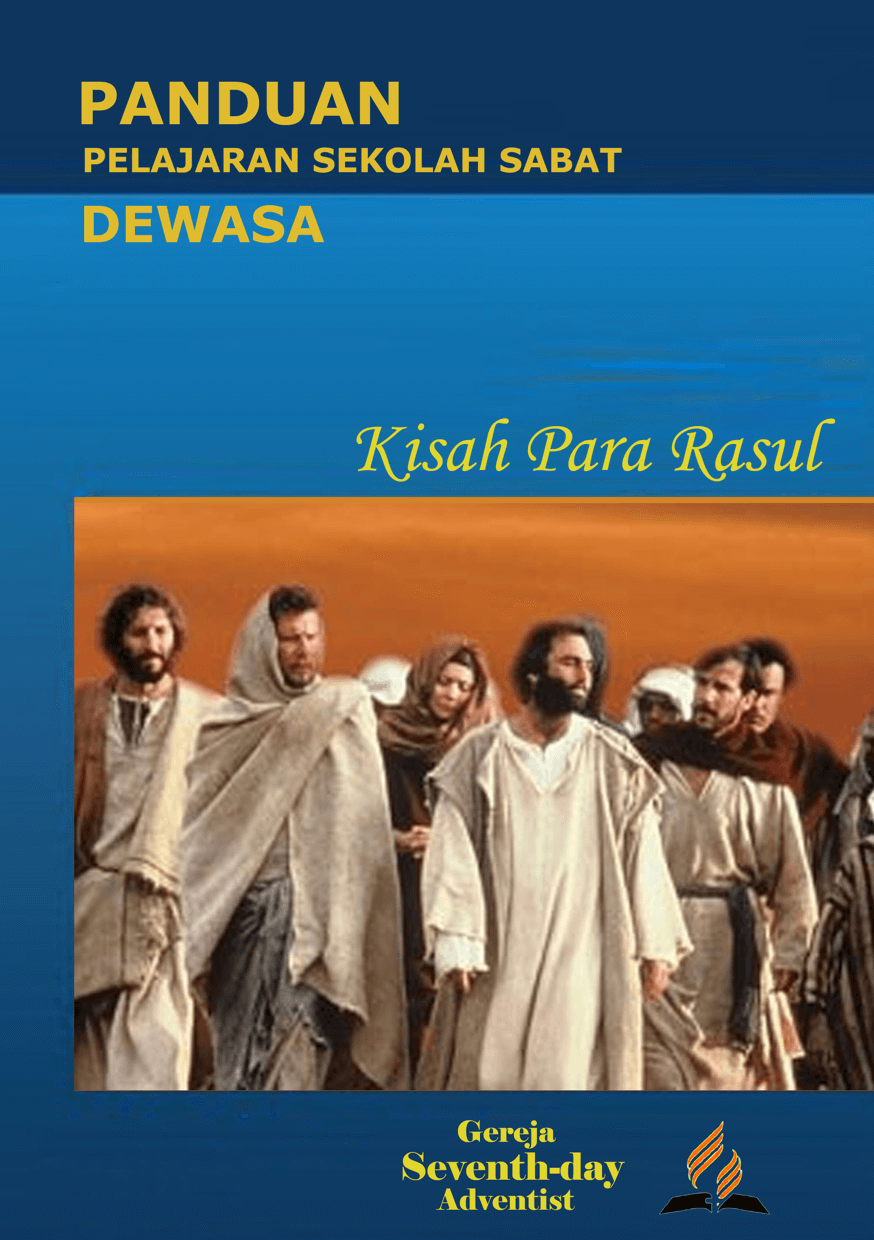 PANDUAN
PELAJARAN SEKOLAH SABAT
DEWASA
Kisah Para Rasul
Gereja
Seventh-day
Adventist